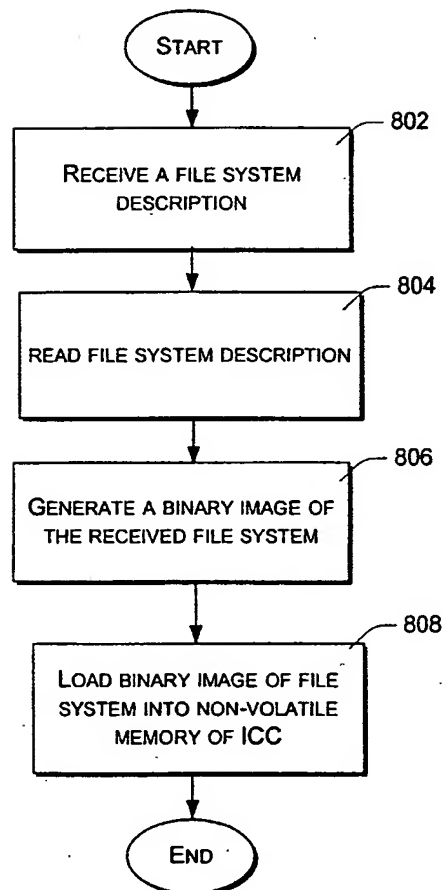 START
802
RECEIVE A FILE SYSTEM
DESCRIPTION
804
READ FILE SYSTEM DESCRIPTION
806
GENERATE A BINARY IMAGE OF
THE RECEIVED FILE SYSTEM
808
LOAD BINARY IMAGE OF FILE
SYSTEM INTO NON-VOLATILE
MEMORY OF ICC
END